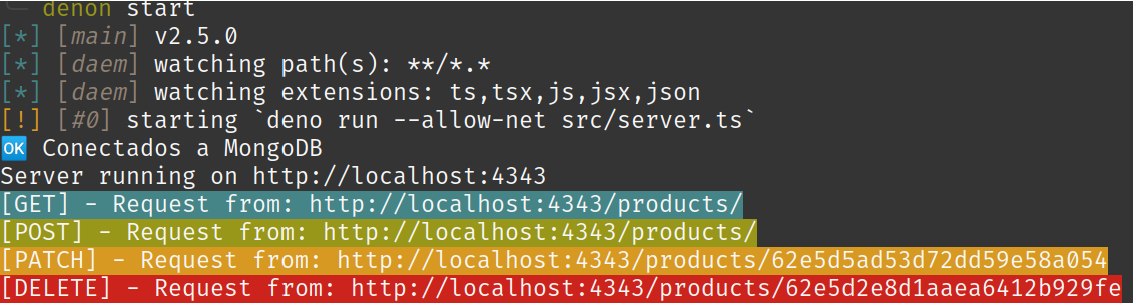 denon start
[*] [main] v2.5.0
[*] [daem] watching path(s): **/*.*
[*] [daem] watching extensions: ts,tsx,js,jsx,json
[!] [#0] starting `deno run --allow-net src/server.ts`
🆗 Conectados a MongoDB
Server running on http://localhost:4343
[GET] - Request from: http://localhost:4343/products/
[POST] - Request from: http://localhost:4343/products/
[PATCH] - Request from: http://localhost:4343/products/62e5d5ad53d72dd59e58a054
[DELETE] - Request from: http://localhost:4343/products/62e5d2e8d1aaea6412b929fe